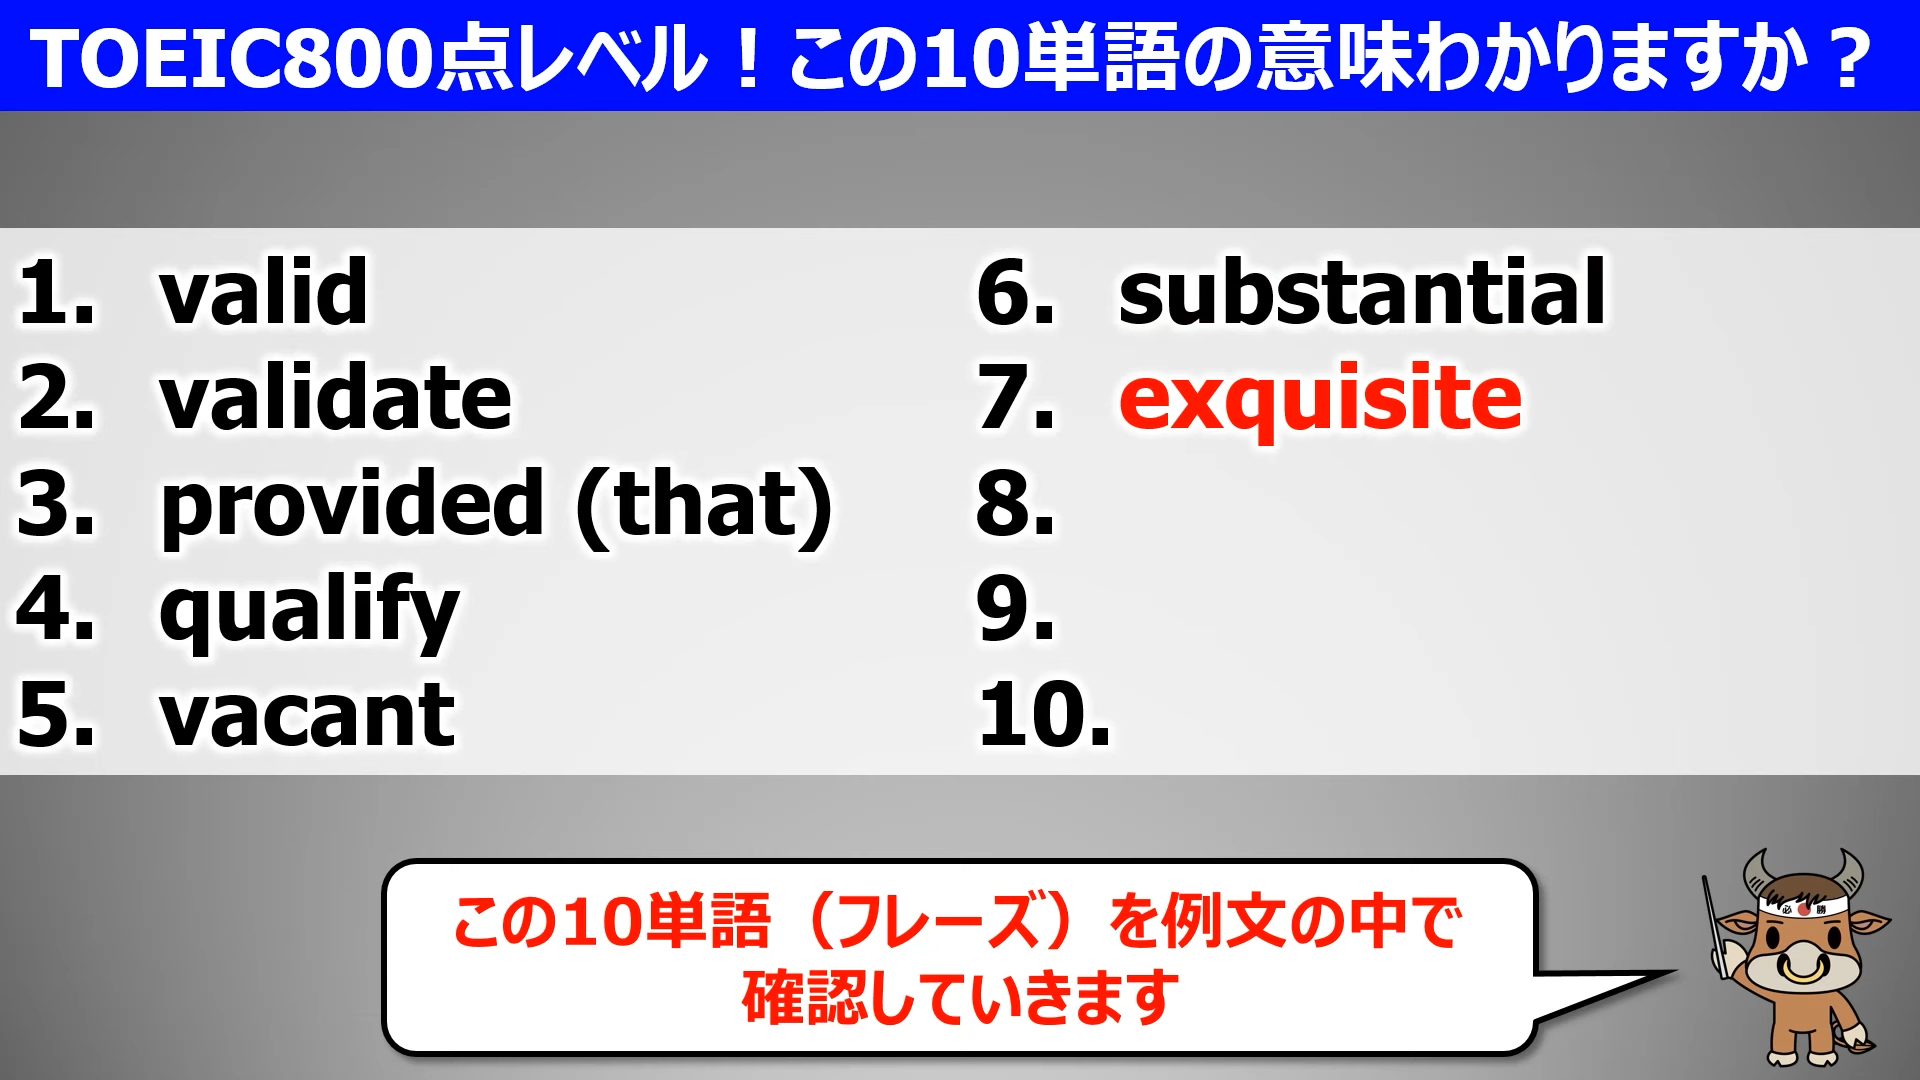 TOEIC800点レベル！この10単語の意味わかりますか？
1. valid
2. validate
3. provided (that)
4. qualify
5. vacant
6. substantial
7. exquisite
8.
9.
10.
この10単語（フレーズ）を例文の中で
確認していきます
必 勝